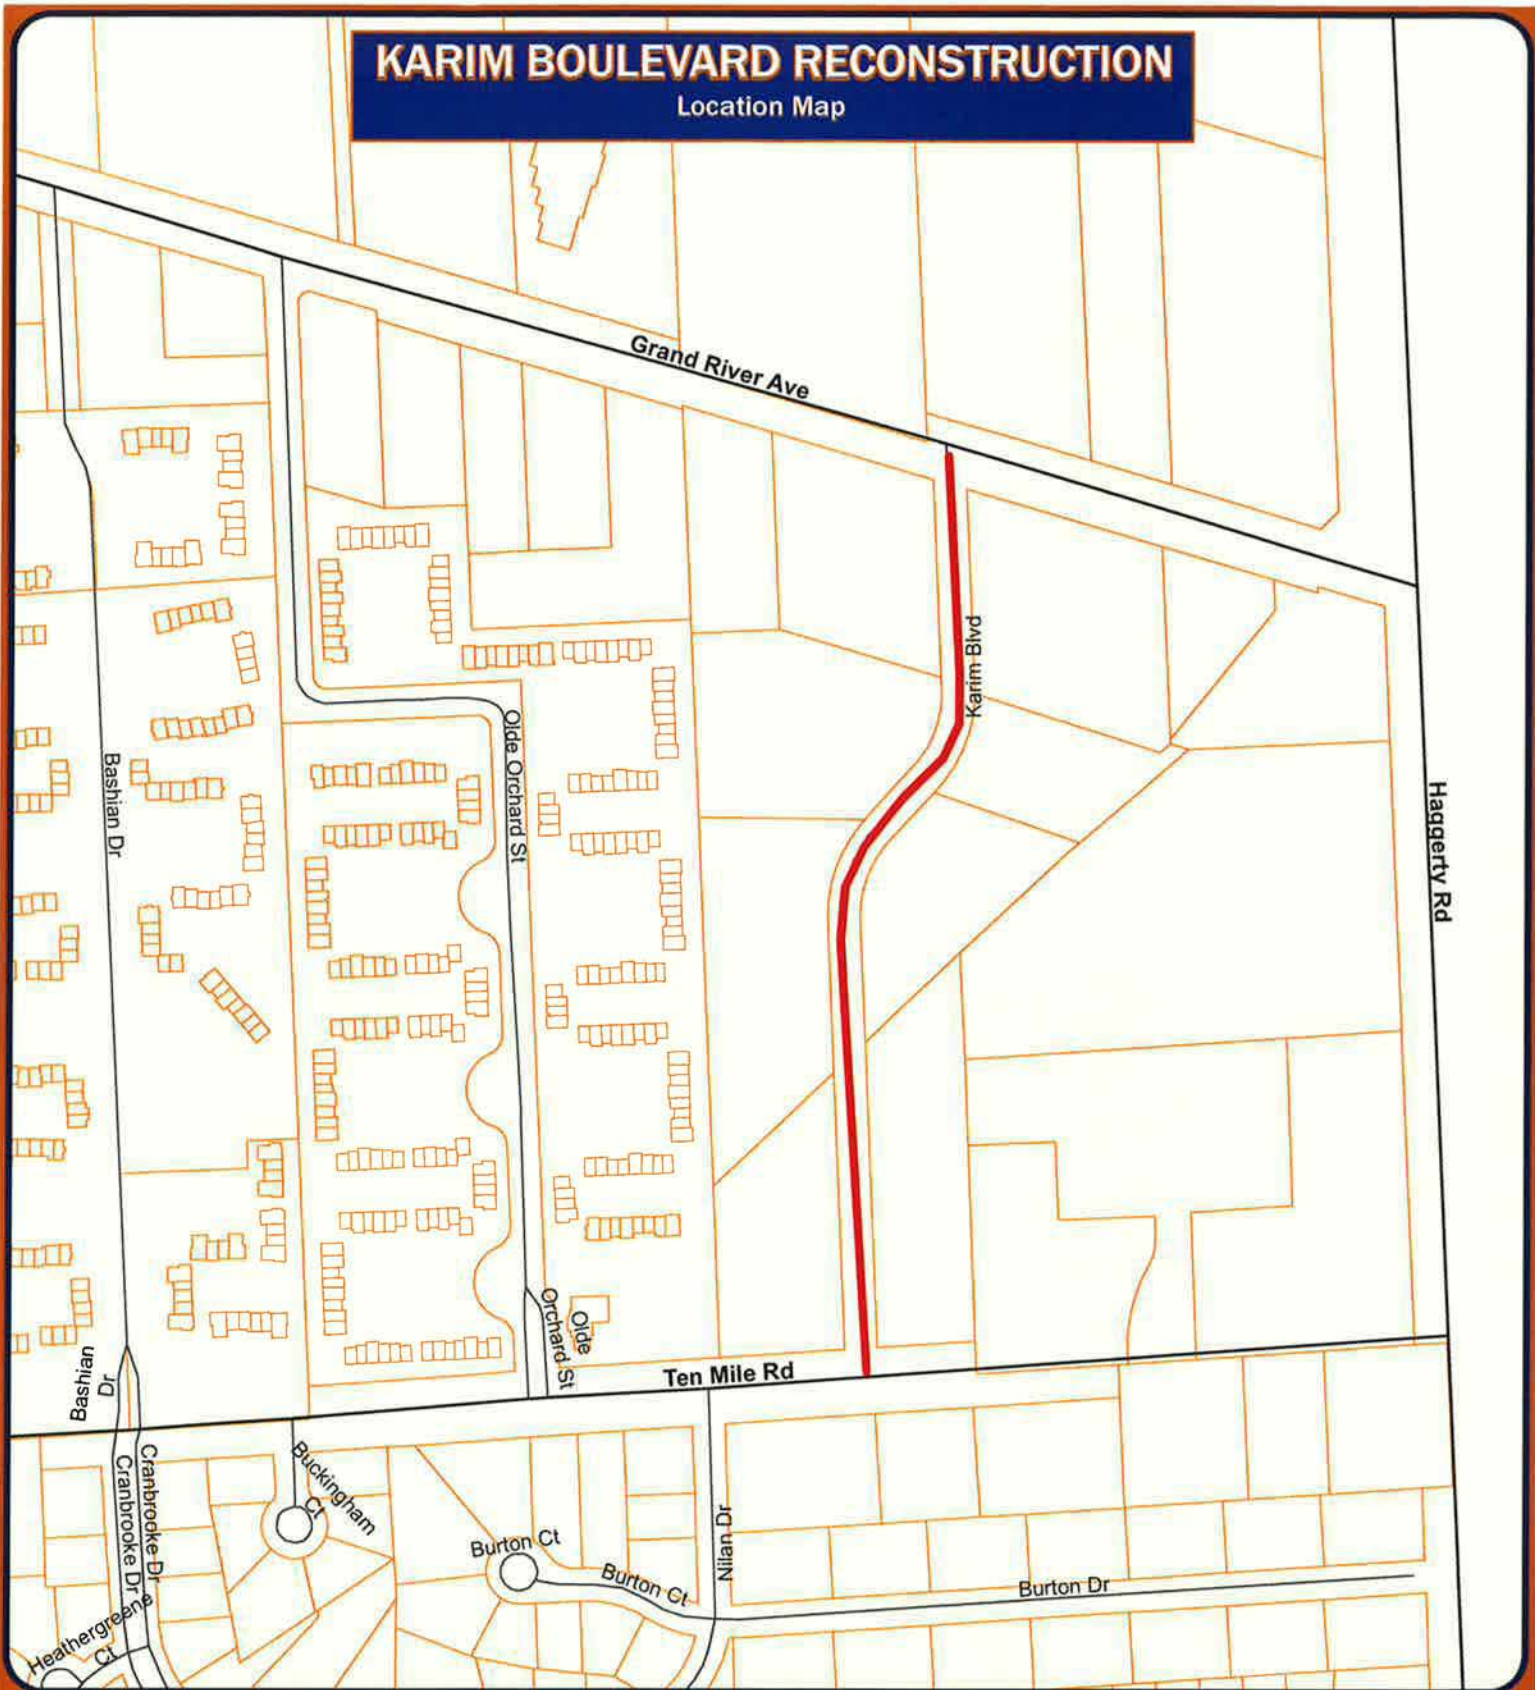 KARIM BOULEVARD RECONSTRUCTION
Location Map
Grand River Ave
Karim Blvd
Olde Orchard St
Bashian Dr
Haggerty Rd
Olde
Orchard St
Bashian
Dr
Ten Mile Rd
Cranbrooke Dr
Cranbrooke Dr
Buckingham
Ct
Nilan Dr
Burton Ct
Burton Ct
Burton Dr
Heathergreene
Ct